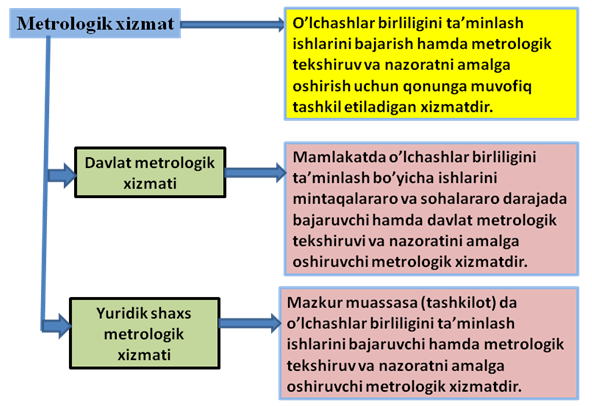 Metrologik xizmat
O’lchashlar birliligini ta’minlash
ishlarini bajarish hamda metrologik
tekshiruv va nazoratni amalga
oshirish uchun qonunga muvofiq
tashkil etiladigan xizmatdir.
Davlat metrologik
xizmati
Mamlakatda o’lchashlar birliligini
ta’minlash bo’yicha ishlarini
mintaqalararo va sohalararo darajada
bajaruvchi hamda davlat metrologik
tekshiruvi va nazoratini amalga
oshiruvchi metrologik xizmatdir.
Yuridik shaxs
metrologik
xizmati
Mazkur muassasa (tashkilot) da
o’lchashlar birliligini ta’minlash
ishlarini bajaruvchi hamda metrologik
tekshiruv va nazoratni amalga
oshiruvchi metrologik xizmatdir.